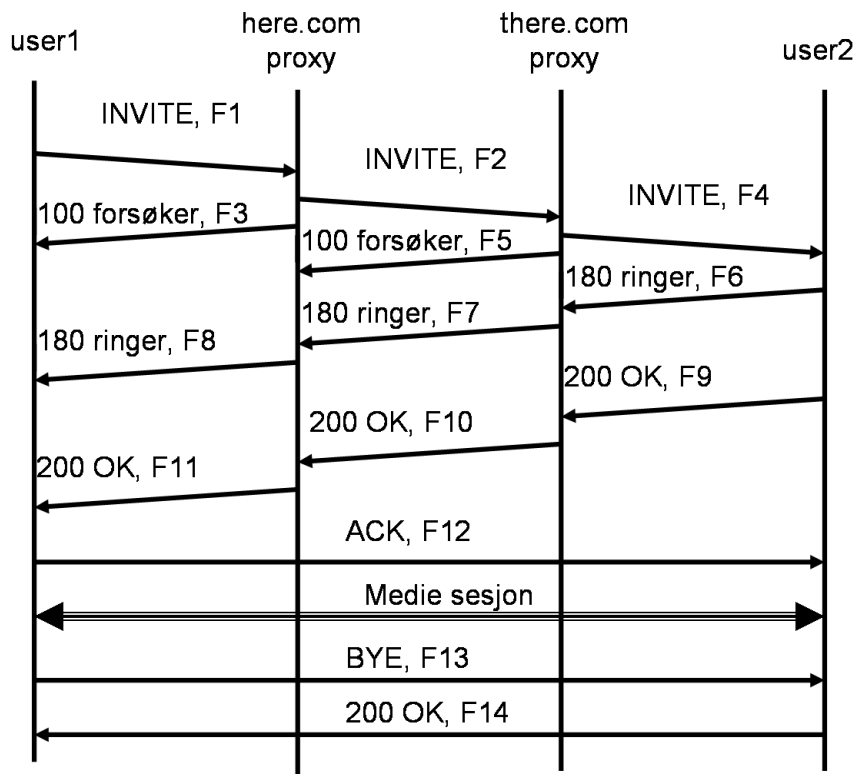 user1
here.com
proxy
there.com
proxy
user2
INVITE, F1
INVITE, F2
INVITE, F4
100 forsøker, F3
100 forsøker, F5
180 ringer, F6
180 ringer, F7
180 ringer, F8
200 OK, F9
200 OK, F10
200 OK, F11
ACK, F12
Medie sesjon
BYE, F13
200 OK, F14